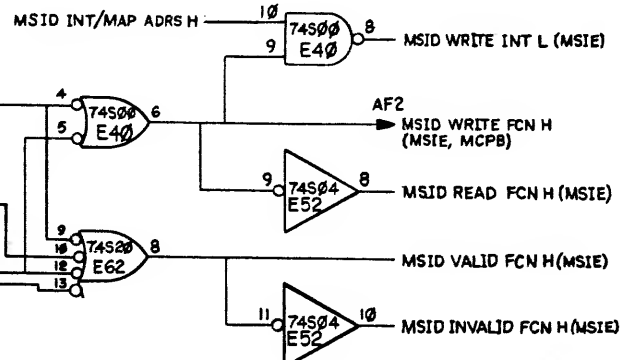 MSID INT/MAP ADRS H
10
9
74S00
E40
8
MSID WRITE INT L (MSIE)
4
5
74S00
E40
6
AF2
MSID WRITE FCN H
(MSIE, MCPB)
9
74S04
E52
8
MSID READ FCN H (MSIE)
9
10
12
13
74S20
E62
8
MSID VALID FCN H (MSIE)
11
74S04
E52
10
MSID INVALID FCN H (MSIE)